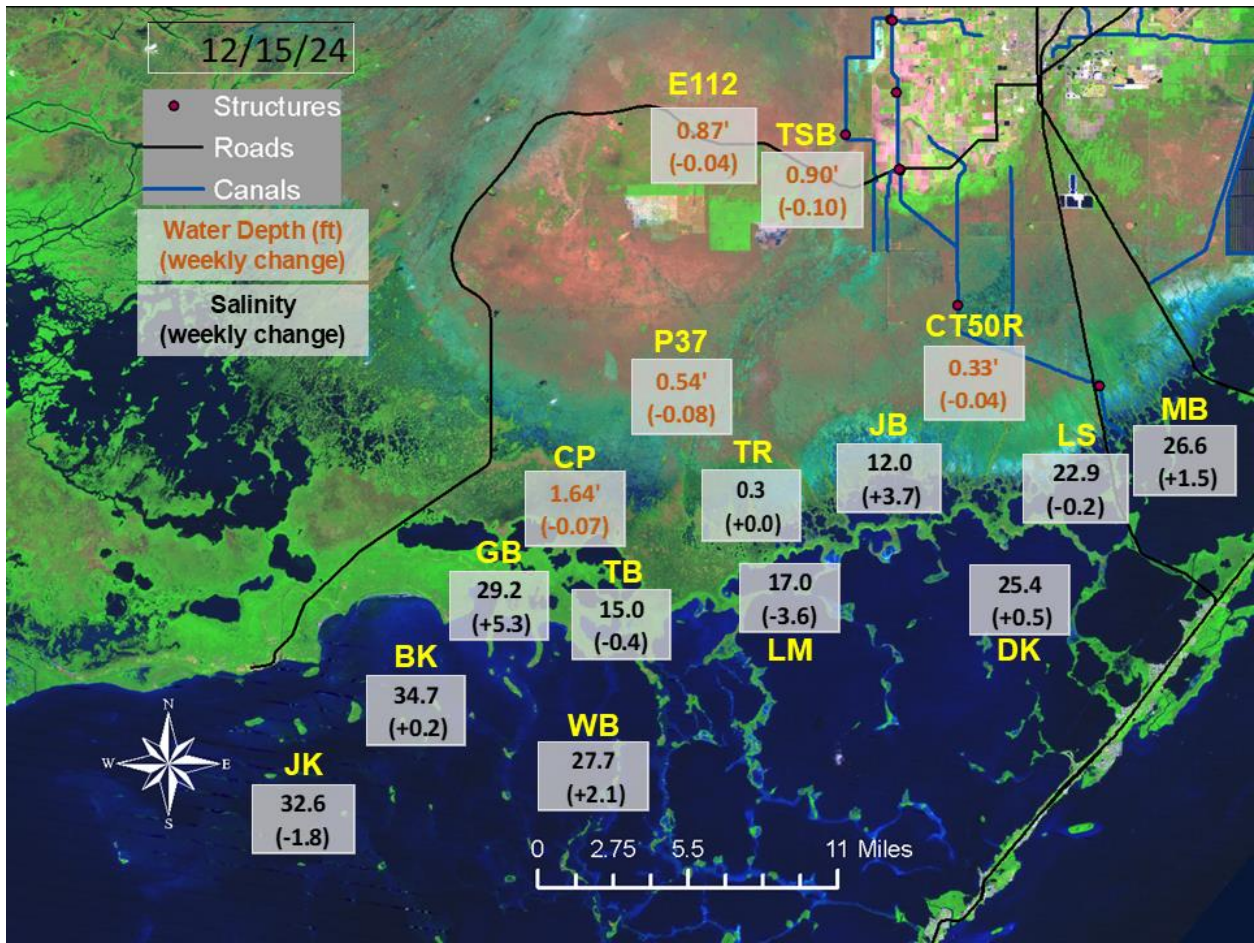 12/15/24
Structures
Roads
Canals
Water Depth (ft)
(weekly change)
Salinity
(weekly change)
E112
0.87'
(-0.04)
TSB
0.90'
(-0.10)
P37
0.54'
(-0.08)
CT50R
0.33'
(-0.04)
CP
1.64'
(-0.07)
TR
0.3
(+0.0)
JB
12.0
(+3.7)
LS
22.9
(-0.2)
MB
26.6
(+1.5)
GB
29.2
(+5.3)
TB
15.0
(-0.4)
17.0
(-3.6)
LM
25.4
(+0.5)
DK
BK
34.7
(+0.2)
WB
27.7
(+2.1)
JK
32.6
(-1.8)
N
W E
S
0 2.75 5.5 11 Miles